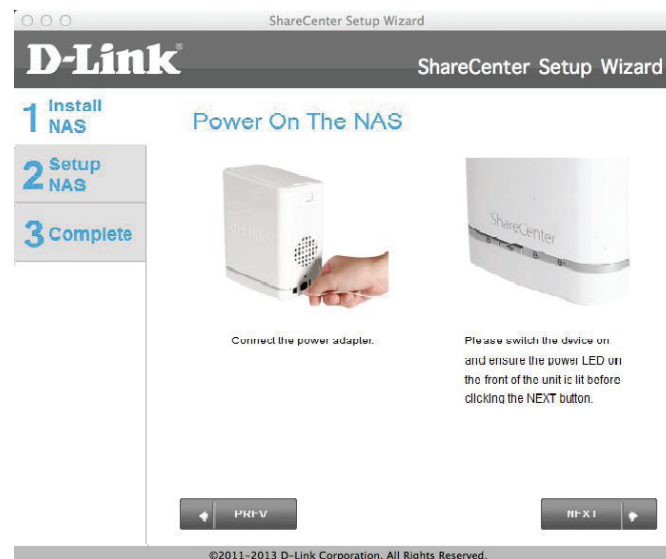 ShareCenter Setup Wizard
D-Link®
ShareCenter Setup Wizard
1 Install
NAS
2 Setup
NAS
3 Complete
Power On The NAS
D-Link
ShareCenter
Connect the power adapter.
Please switch the device on
and ensure the power LED on
the front of the unit is lit before
clicking the NEXT button.
PREV
NEXT
©2011-2013 D-Link Corporation. All Rights Reserved.